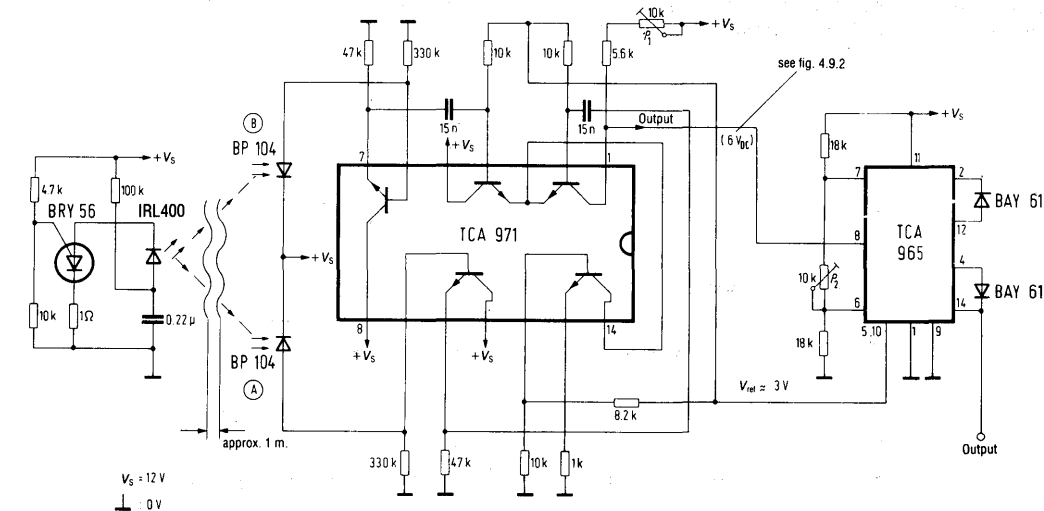 10k
P1
+VS
47k
330k
10k
10k
5.6k
see fig. 4.9.2
B
BP 104
15n
+VS
15n
Output
(6 VDC)
7
1
+VS
4.7k
100k
BRY 56
IRL400
10k
1Ω
0.22µ
+VS
TCA 971
8
+VS
+VS
14
BP 104
A
approx. 1 m.
330k
47k
10k
1k
8.2k
Vref ≈ 3V
18k
+VS
11
7
2
BAY 61
12
TCA
965
8
4
10k
P2
BAY 61
14
6
5,10
1
9
18k
Output
VS = 12V
: 0V